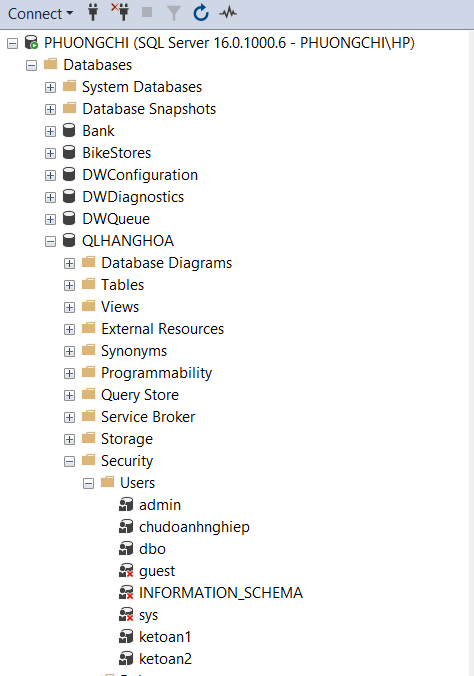 Connect
PHUONGCHI (SQL Server 16.0.1000.6 - PHUONGCHI\HP)
Databases
System Databases
Database Snapshots
Bank
BikeStores
DWConfiguration
DWDiagnostics
DWQueue
QLHANGHOA
Database Diagrams
Tables
Views
External Resources
Synonyms
Programmability
Query Store
Service Broker
Storage
Security
Users
admin
chudoanhnghiep
dbo
guest
INFORMATION_SCHEMA
sys
ketoan1
ketoan2